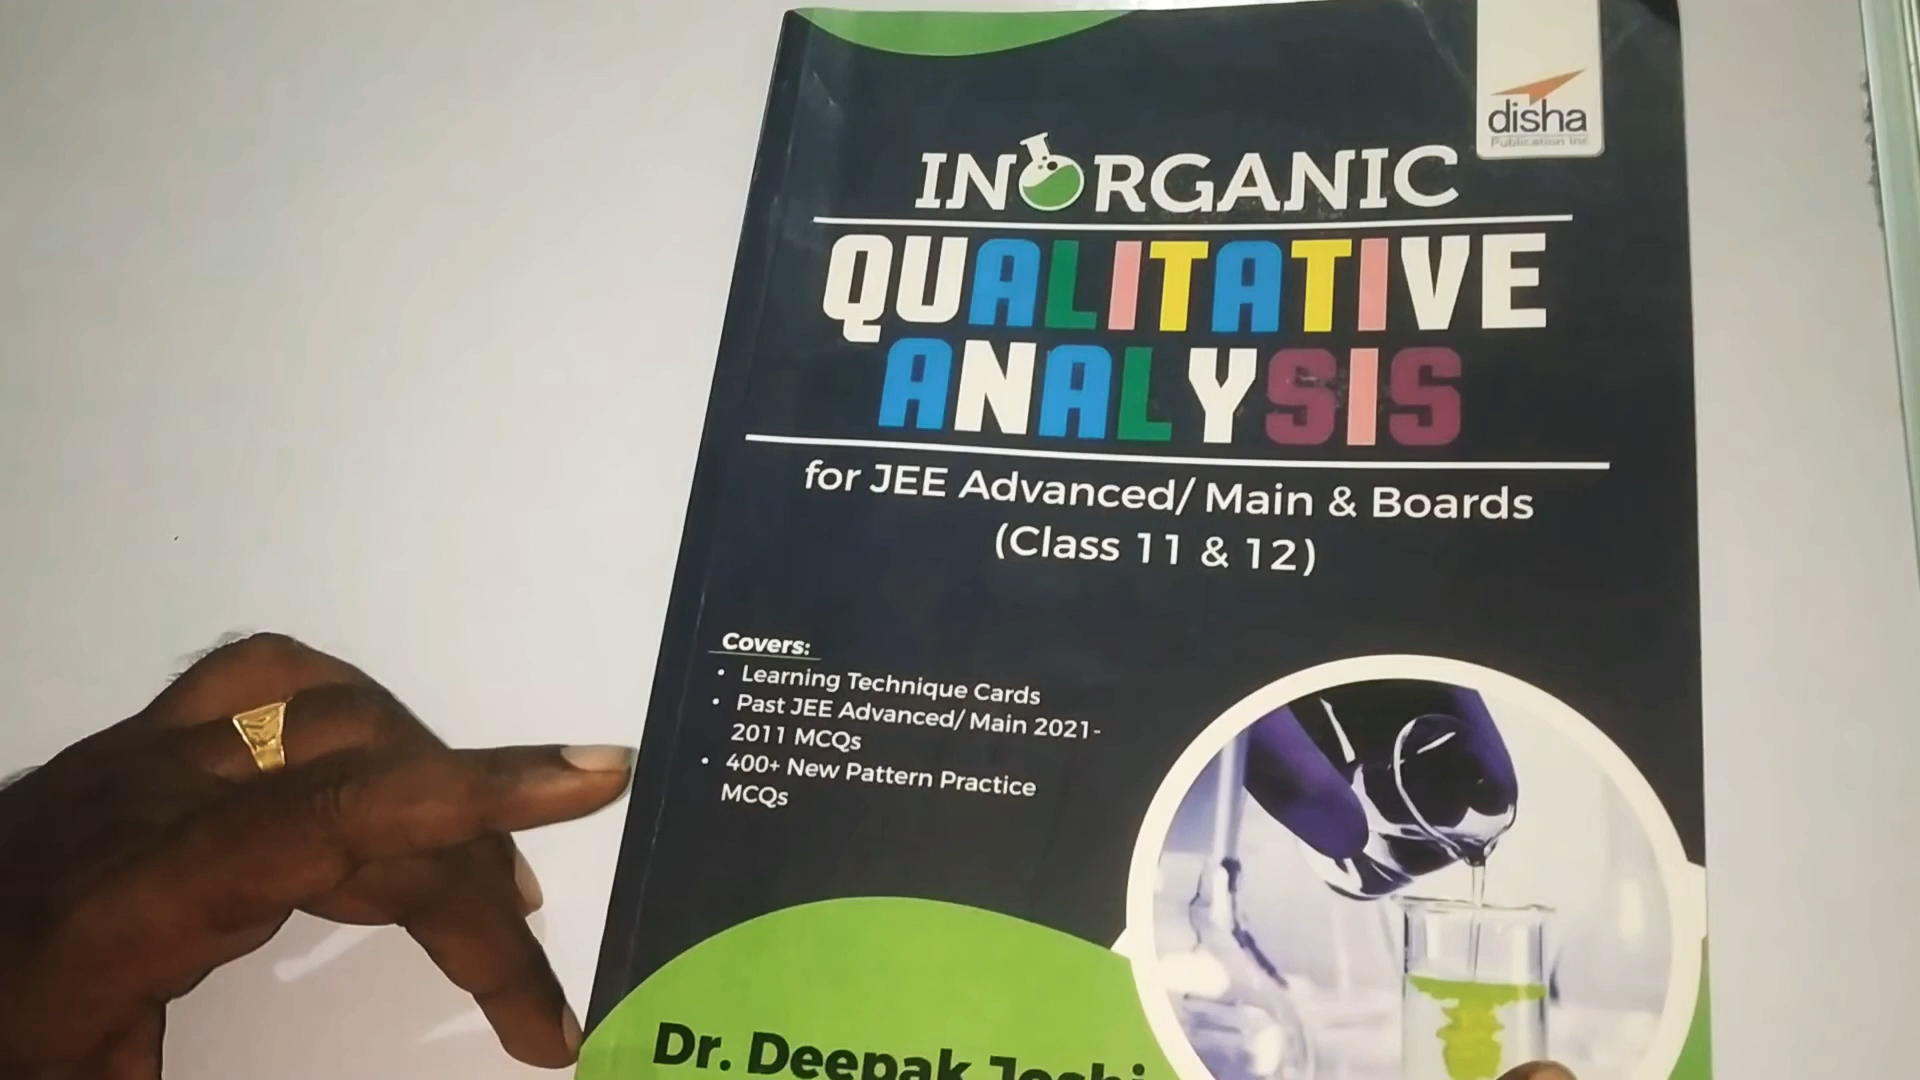 disha
Publication Inc
INORGANIC
QUALITATIVE
ANALYSIS
for JEE Advanced/ Main & Boards
(Class 11 & 12)
Covers:
• Learning Technique Cards
• Past JEE Advanced/ Main 2021-
2011 MCQs
• 400+ New Pattern Practice
MCQs
Dr. Deepak Joshi